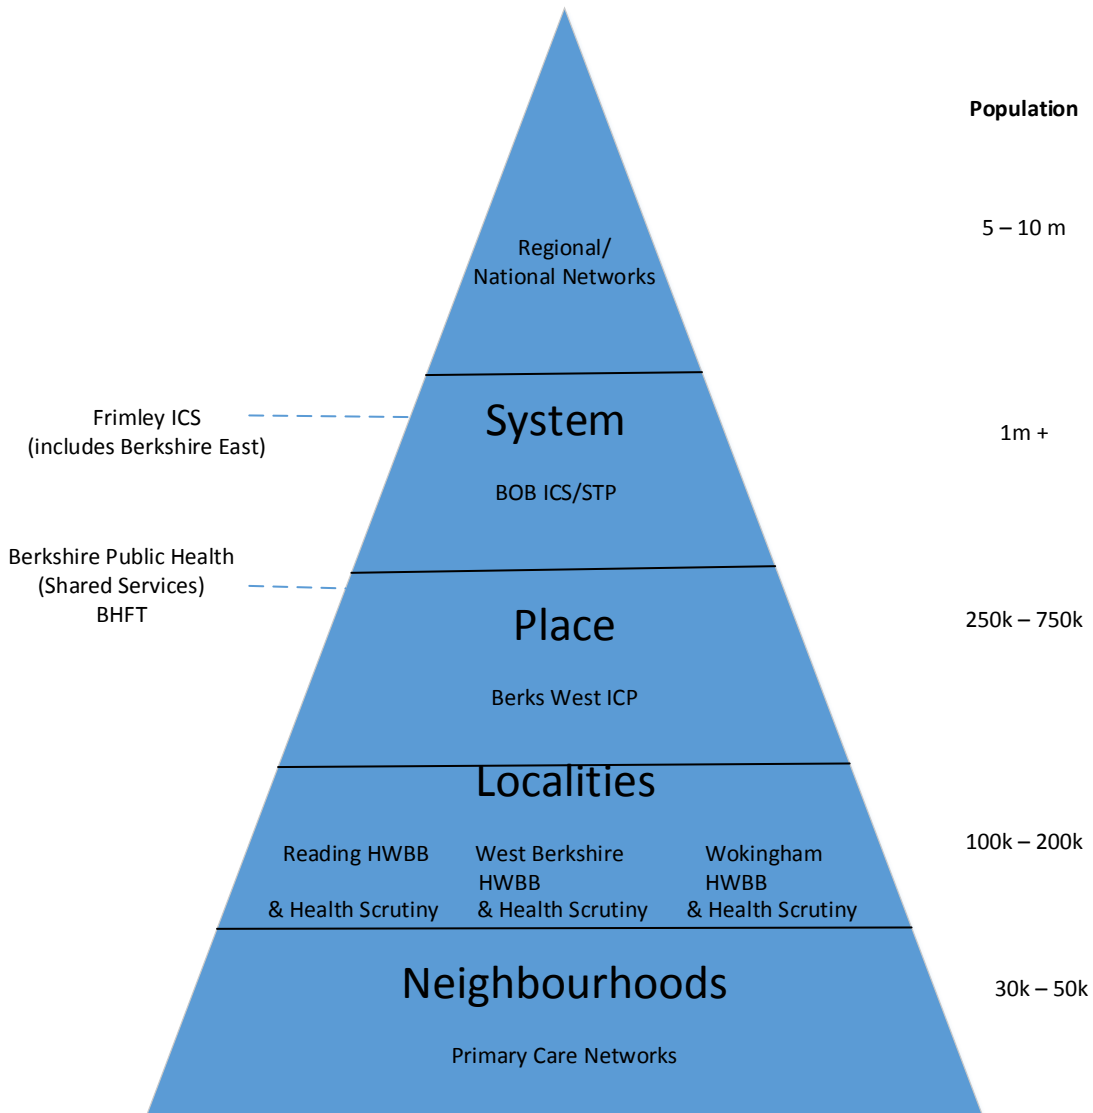 Population
5 – 10 m
Regional/
National Networks
Frimley ICS
(includes Berkshire East)
System
1m +
BOB ICS/STP
Berkshire Public Health
(Shared Services)
BHFT
Place
250k – 750k
Berks West ICP
Localities
Reading HWBB
& Health Scrutiny
West Berkshire
HWBB
& Health Scrutiny
Wokingham
HWBB
& Health Scrutiny
100k – 200k
Neighbourhoods
30k – 50k
Primary Care Networks